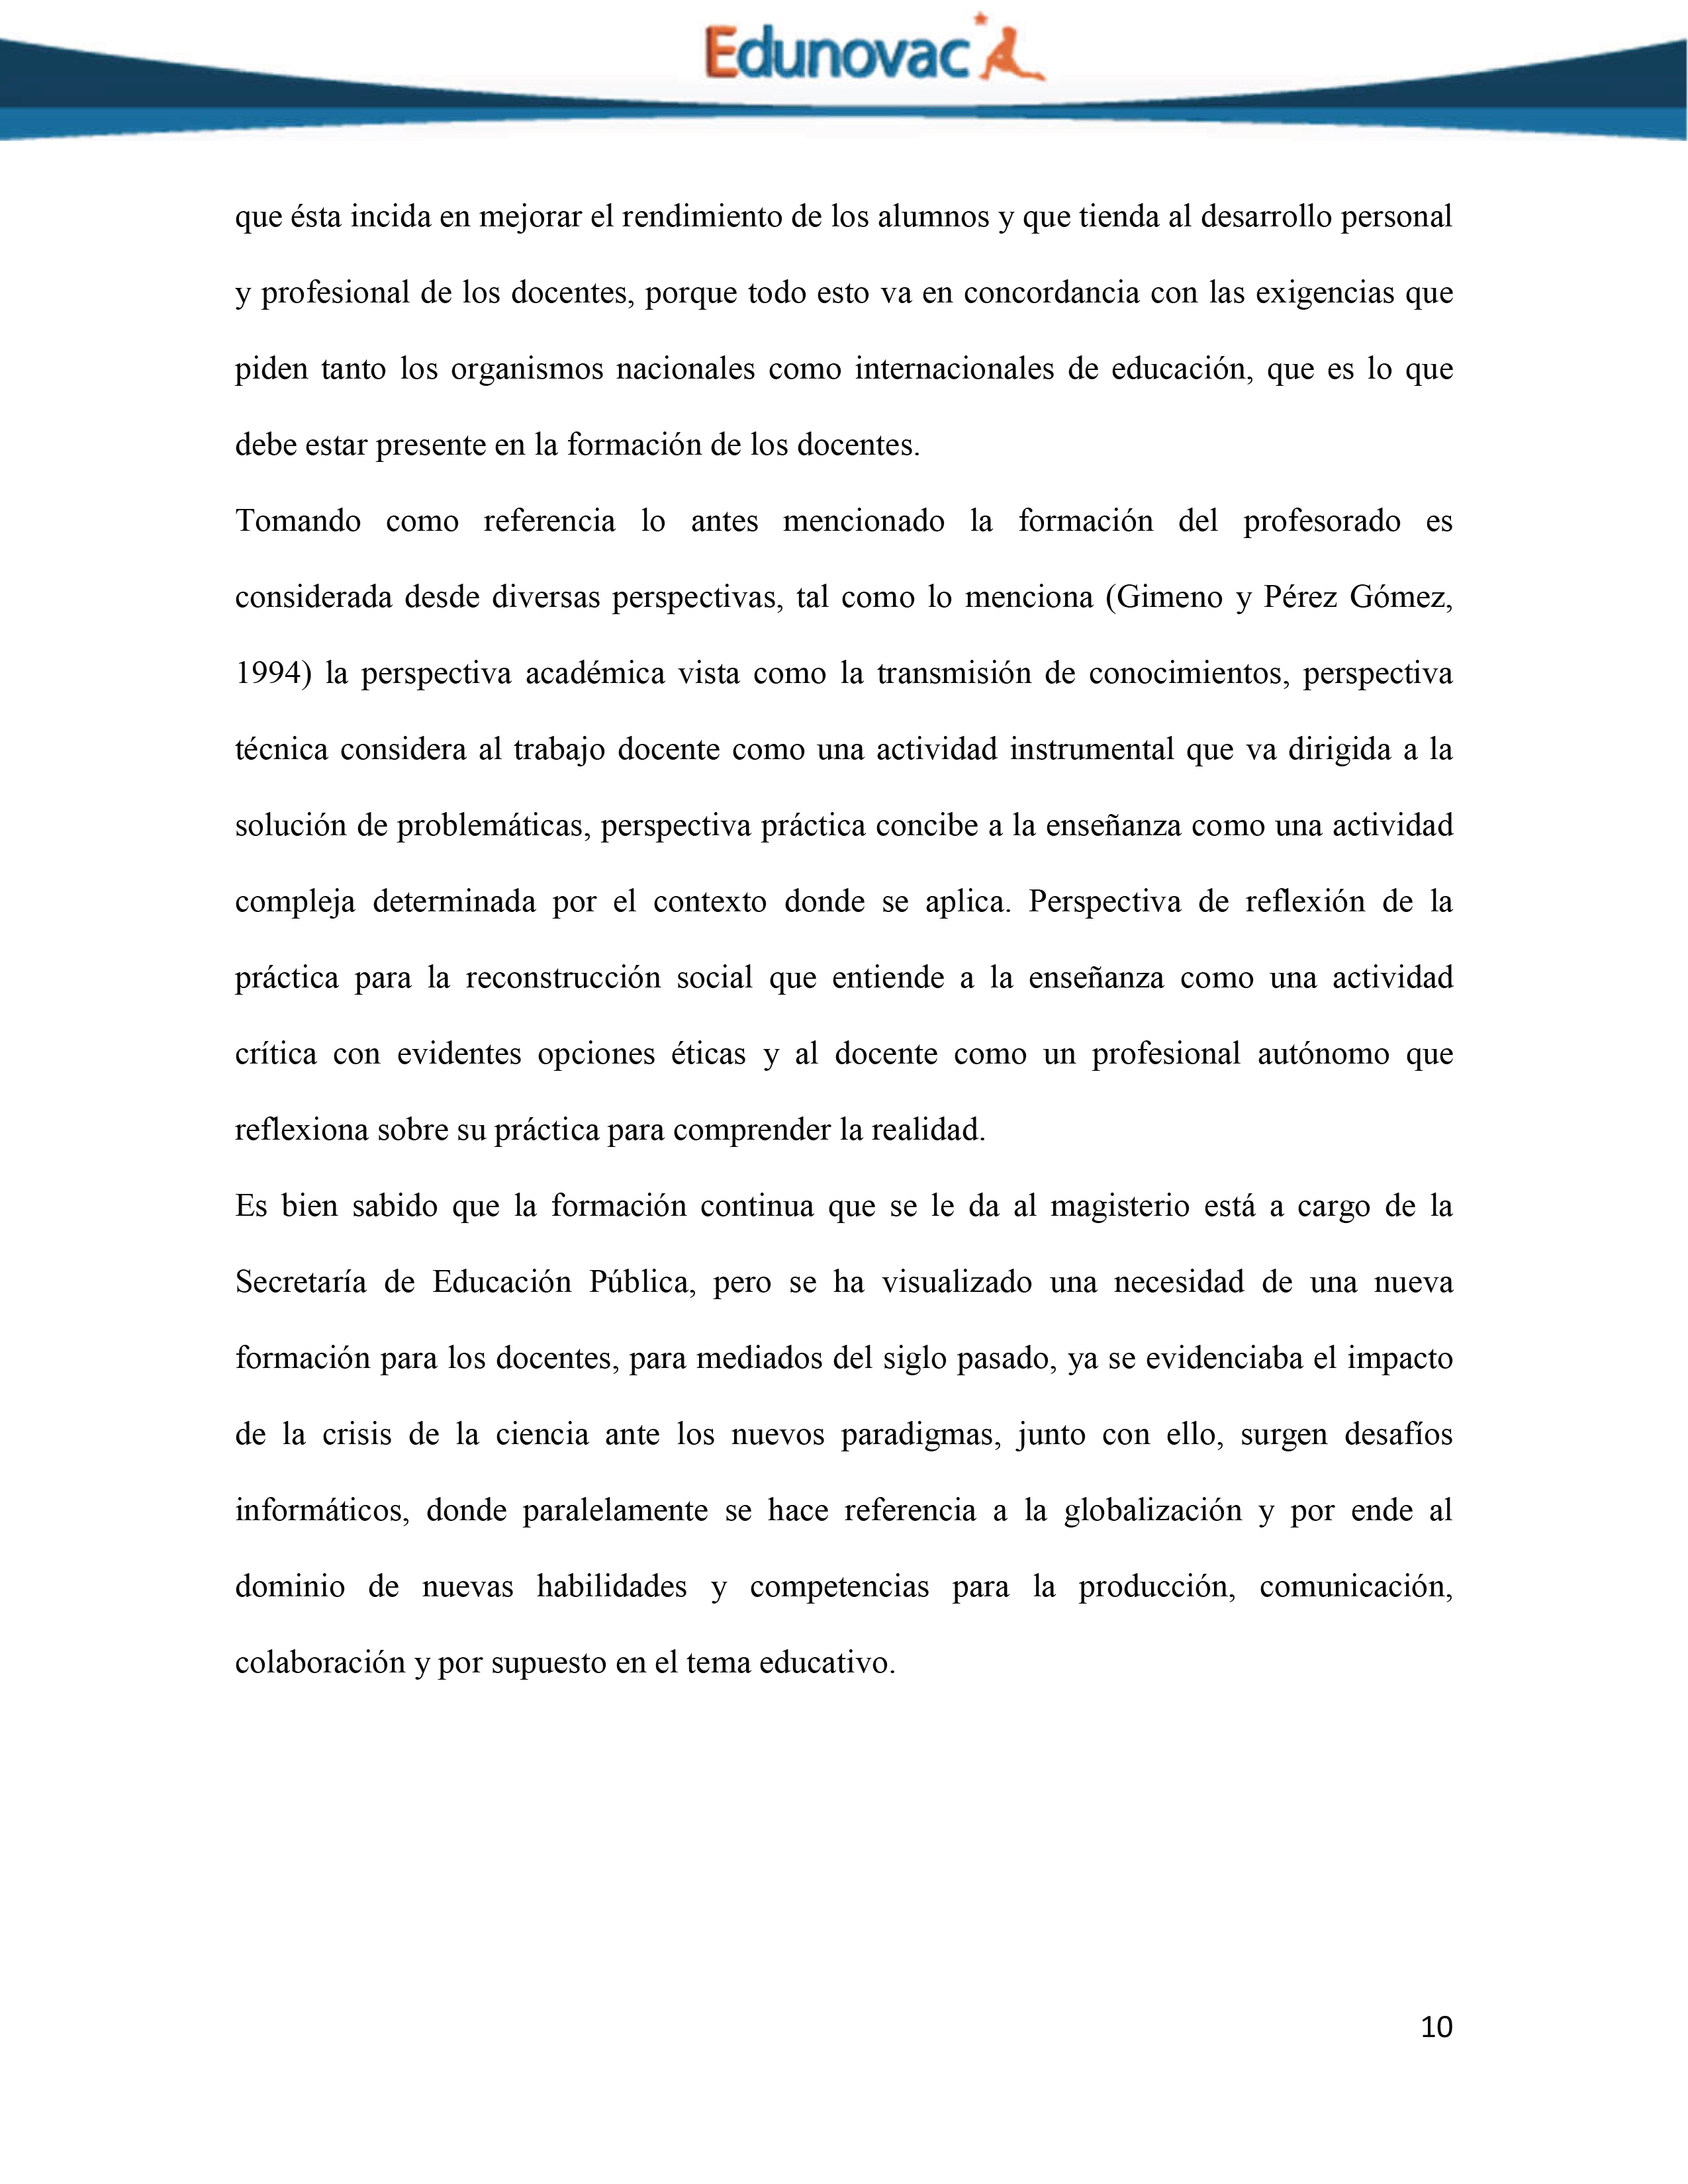 Edunovac
que ésta incida en mejorar el rendimiento de los alumnos y que tienda al desarrollo personal
y profesional de los docentes, porque todo esto va en concordancia con las exigencias que
piden tanto los organismos nacionales como internacionales de educación, que es lo que
debe estar presente en la formación de los docentes.
Tomando como referencia lo antes mencionado la formación del profesorado es
considerada desde diversas perspectivas, tal como lo menciona (Gimeno y Pérez Gómez,
1994) la perspectiva académica vista como la transmisión de conocimientos, perspectiva
técnica considera al trabajo docente como una actividad instrumental que va dirigida a la
solución de problemáticas, perspectiva práctica concibe a la enseñanza como una actividad
compleja determinada por el contexto donde se aplica. Perspectiva de reflexión de la
práctica para la reconstrucción social que entiende a la enseñanza como una actividad
crítica con evidentes opciones éticas y al docente como un profesional autónomo que
reflexiona sobre su práctica para comprender la realidad.
Es bien sabido que la formación continua que se le da al magisterio está a cargo de la
Secretaría de Educación Pública, pero se ha visualizado una necesidad de una nueva
formación para los docentes, para mediados del siglo pasado, ya se evidenciaba el impacto
de la crisis de la ciencia ante los nuevos paradigmas, junto con ello, surgen desafíos
informáticos, donde paralelamente se hace referencia a la globalización y por ende al
dominio de nuevas habilidades y competencias para la producción, comunicación,
colaboración y por supuesto en el tema educativo.
10